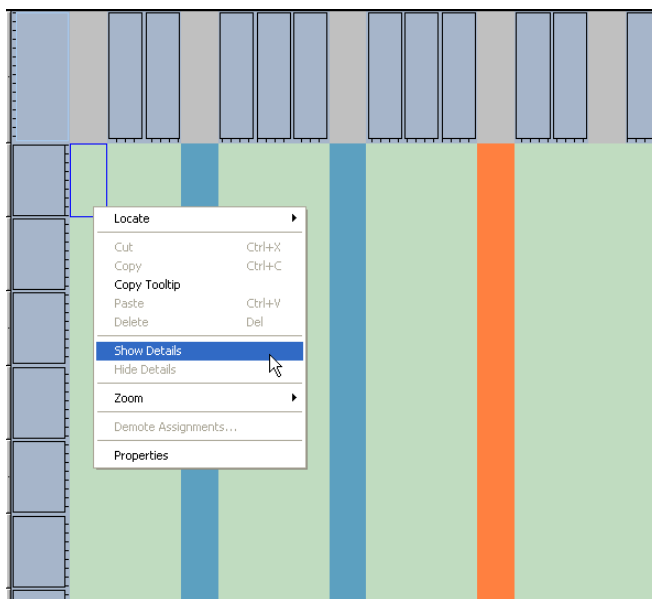 Locate
Cut Ctrl+X
Copy Ctrl+C
Copy Tooltip
Paste Ctrl+V
Delete Del
Show Details
Hide Details
Zoom
Demote Assignments...
Properties